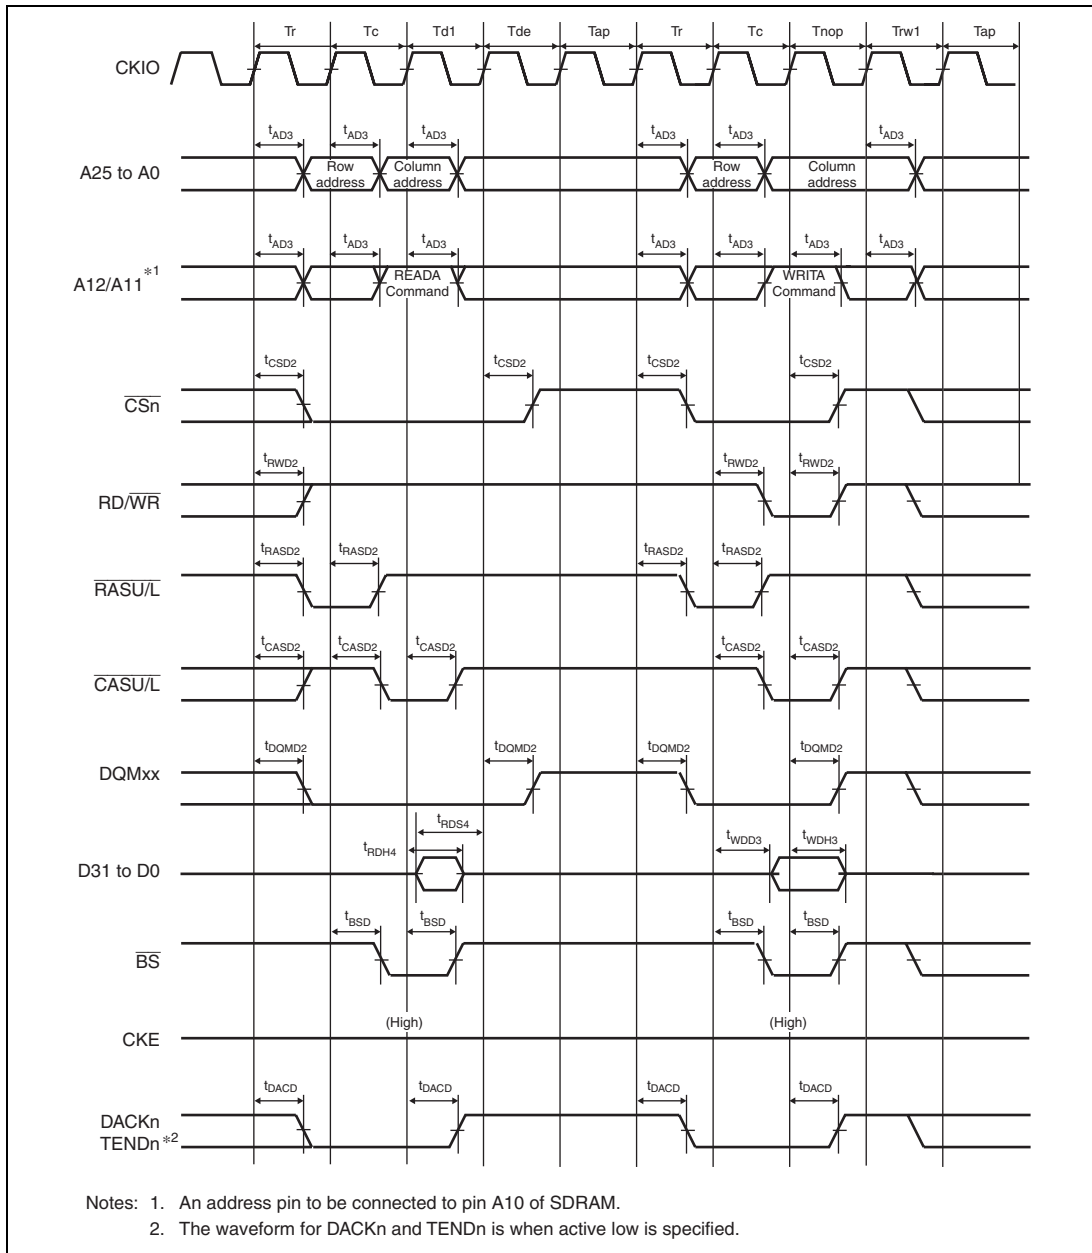 Tr Tc Td1 Tde Tap Tr Tc Tnop Trw1 Tap
CKIO
tAD3 tAD3 tAD3 tAD3 tAD3 tAD3
A25 to A0
Row address
Column address
Row address
Column address
tAD3 tAD3 tAD3 tAD3 tAD3 tAD3 tAD3
A12/A11 *1
READA Command
WRITA Command
tCSD2 tCSD2 tCSD2 tCSD2
CSn
tRWD2 tRWD2 tRWD2
RD/WR
tRASD2 tRASD2 tRASD2 tRASD2
RASU/L
tCASD2 tCASD2 tCASD2 tCASD2 tCASD2
CASU/L
tDQMD2 tDQMD2 tDQMD2 tDQMD2
DQMxx
tRDS4
tRDH4 tWDD3 tWDH3
D31 to D0
tBSD tBSD tBSD tBSD
BS
(High) (High)
CKE
tDACD tDACD tDACD tDACD
DACKn
TENDn *2
Notes: 1. An address pin to be connected to pin A10 of SDRAM.
2. The waveform for DACKn and TENDn is when active low is specified.